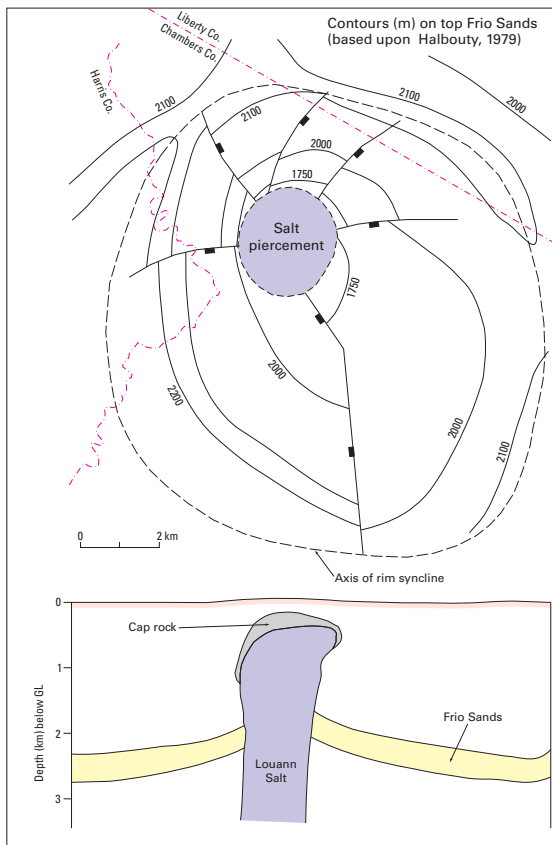 Contours (m) on top Frio Sands
(based upon Halbouty, 1979)
Liberty Co.
Chambers Co.
Harris Co.
2100
2100
2100
2000
2000
1750
Salt
piercement
1750
2000
2200
2000
2100
0 2 km
Axis of rim syncline
0
Cap rock
1
Depth (km) below GL
2
Frio Sands
Louann
Salt
3